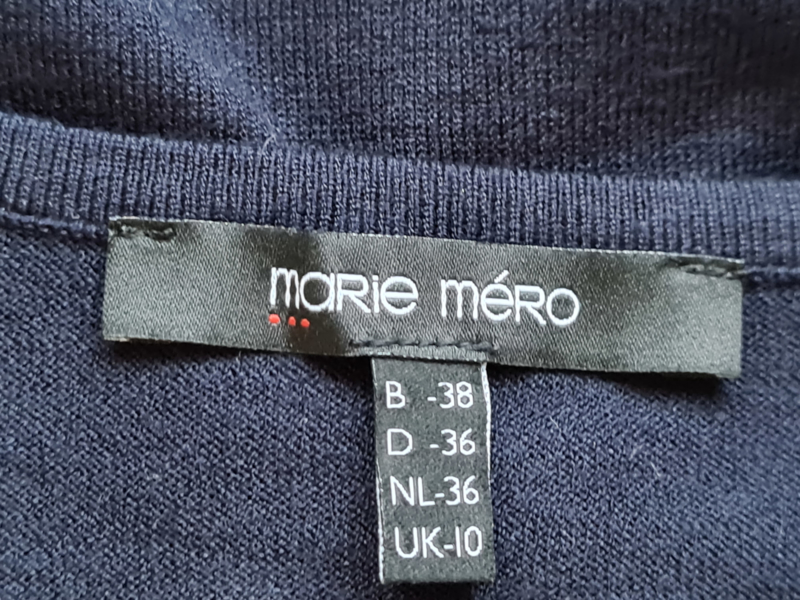 marie méro
B -38
D -36
NL-36
UK-10